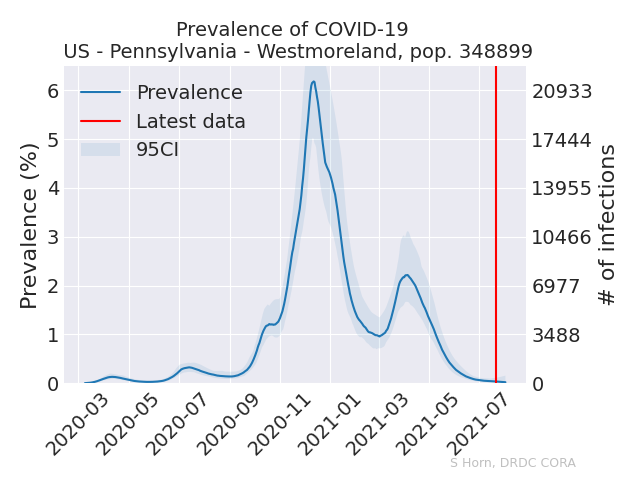 Prevalence of COVID-19
US - Pennsylvania - Westmoreland, pop. 348899
Prevalence
Latest data
95CI
Prevalence (%)
6
5
4
3
2
1
0
20933
17444
13955
10466
6977
3488
0
# of infections
2020-03
2020-05
2020-07
2020-09
2020-11
2021-01
2021-03
2021-05
2021-07
S Horn, DRDC CORA